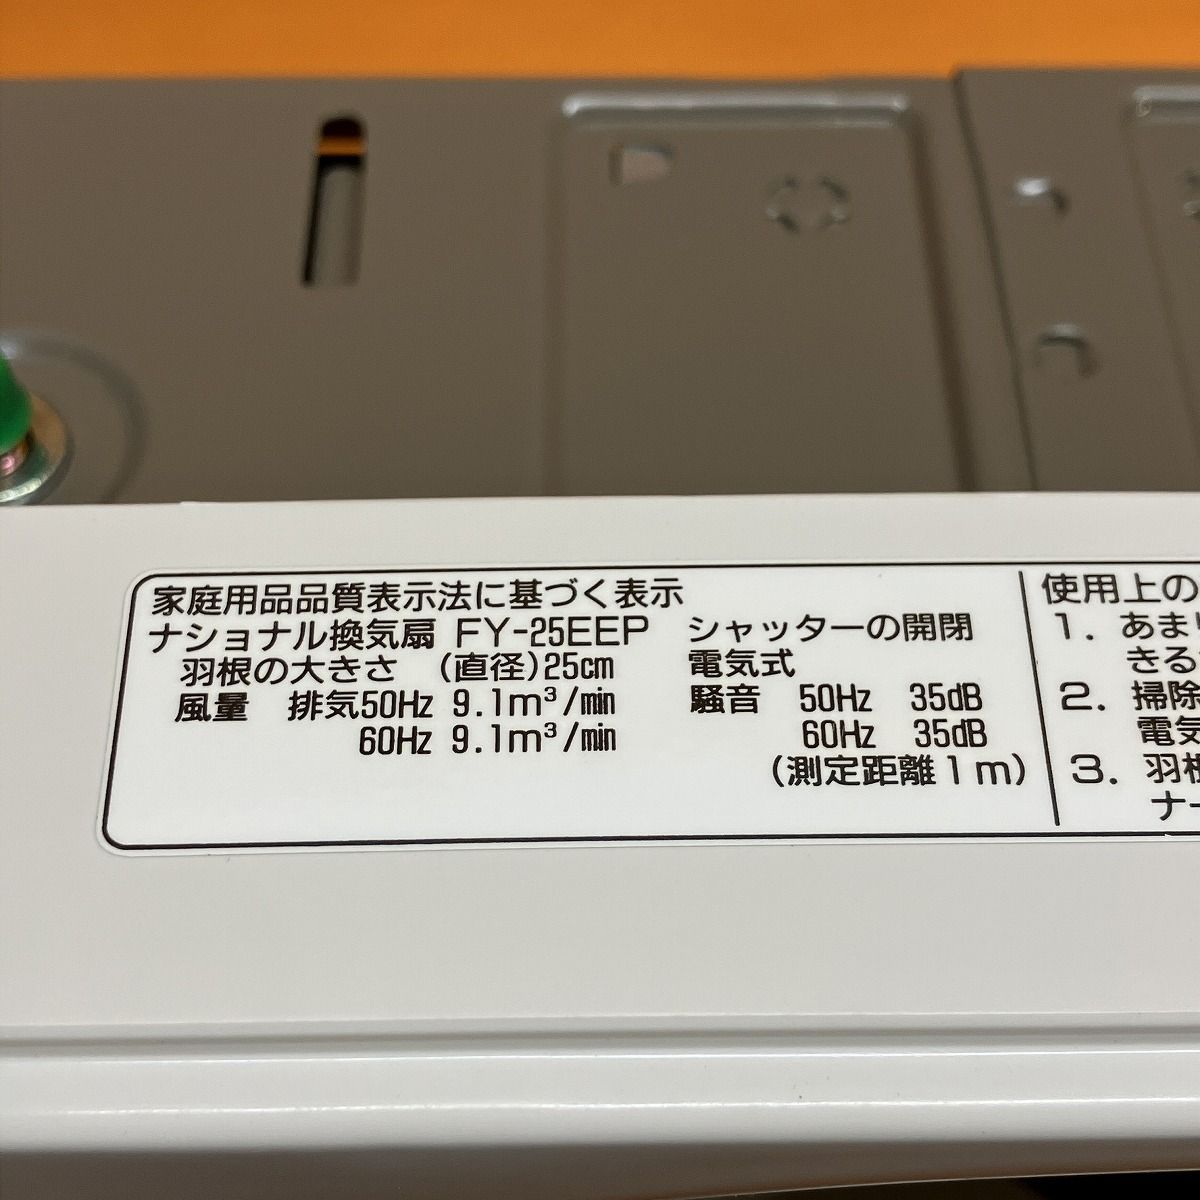 家庭用品品質表示法に基づく表示
ナショナル換気扇 FY-25EEP
羽根の大きさ (直径)25cm
風量 排気50Hz 9.1m³/min
60Hz 9.1m³/min
シャッターの開閉
電気式
騒音 50Hz 35dB
60Hz 35dB
(測定距離1m)
使用上の
1. あまり
きる
2. 掃除
電気
3. 羽根
ナー